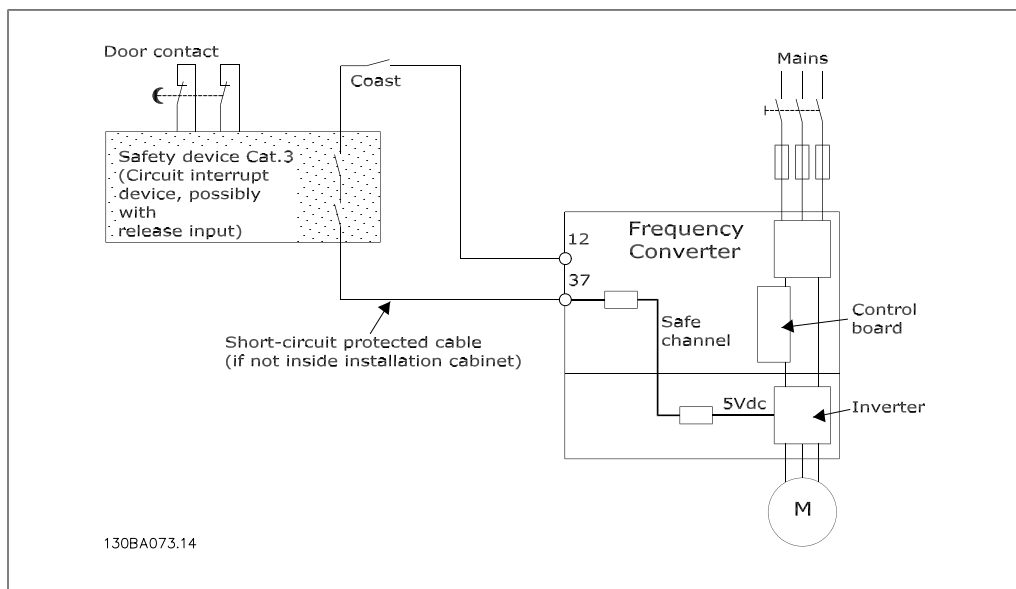 Door contact
Coast
Mains
Safety device Cat.3
(Circuit interrupt
device, possibly
with
release input)
12
Frequency
Converter
37
Safe
channel
Control
board
Short-circuit protected cable
(if not inside installation cabinet)
5Vdc
Inverter
M
130BA073.14